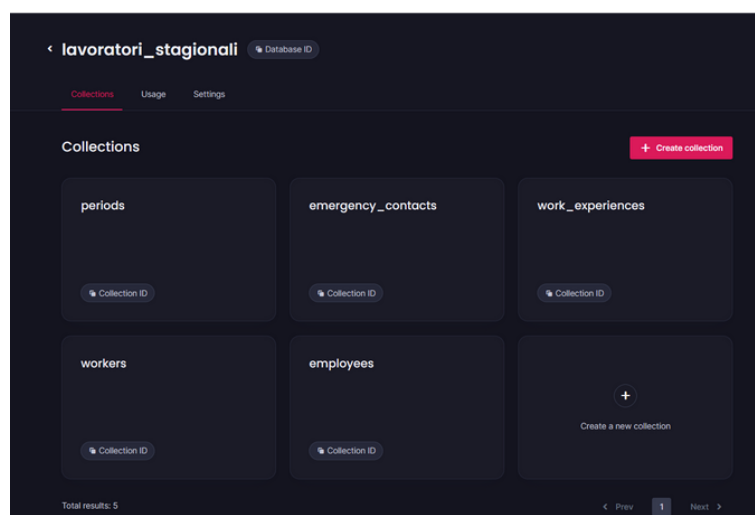 lavoratori_stagionali Database ID
Collections Usage Settings
Collections
+ Create collection
periods
Collection ID
emergency_contacts
Collection ID
work_experiences
Collection ID
workers
Collection ID
employees
Collection ID
Create a new collection
Total results: 5
Prev 1 Next